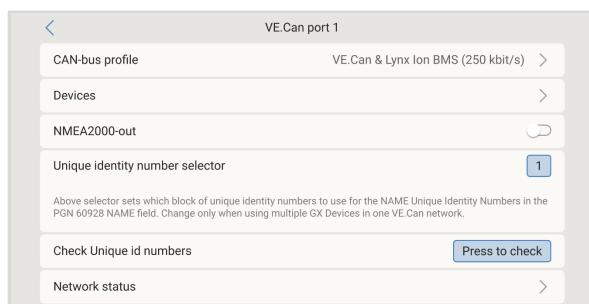 VE.Can port 1
CAN-bus profile VE.Can & Lynx Ion BMS (250 kbit/s)
Devices
NMEA2000-out
Unique identity number selector 1
Above selector sets which block of unique identity numbers to use for the NAME Unique Identity Numbers in the
PGN 60928 NAME field. Change only when using multiple GX Devices in one VE.Can network.
Check Unique id numbers Press to check
Network status